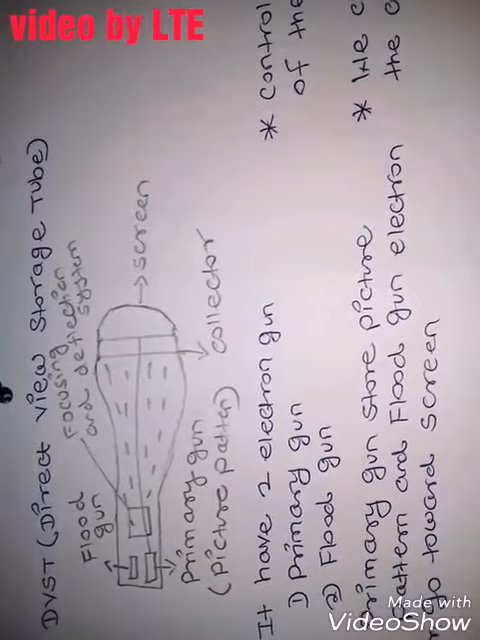 video by LTE
DVST (Direct view Storage Tube)
Focusing
and deflection
system
Flood
gun
→screen
collector
Primary gun
(Picture patten)
It have 2 electron gun
1) Primary gun
2) Flood gun
Primary gun store picture
Pattern and Flood gun electron
go toward screen
* control
of the
*
the
Made with
VideoShow